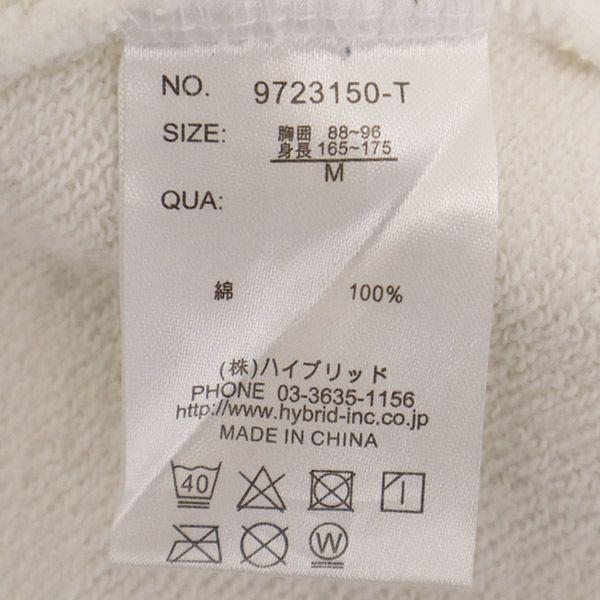 NO. 9723150-T
SIZE: 胸囲 88~96
身長 165~175
M
QUA:
綿 100%
(株)ハイブリッド
PHONE 03-3635-1156
http://www.hybrid-inc.co.jp
MADE IN CHINA
40
W